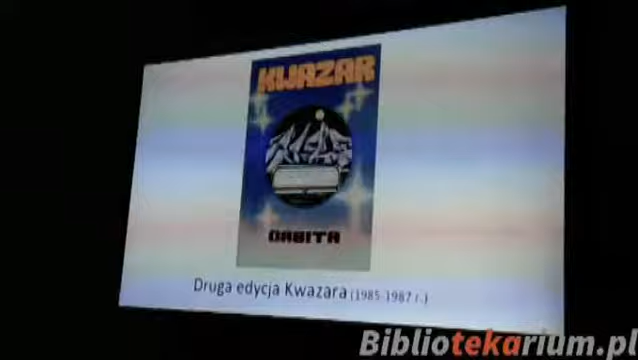 KWAZAR
ORBITA
Druga edycja Kwazara (1985-1987 r.)
Bibliotekarium.pl